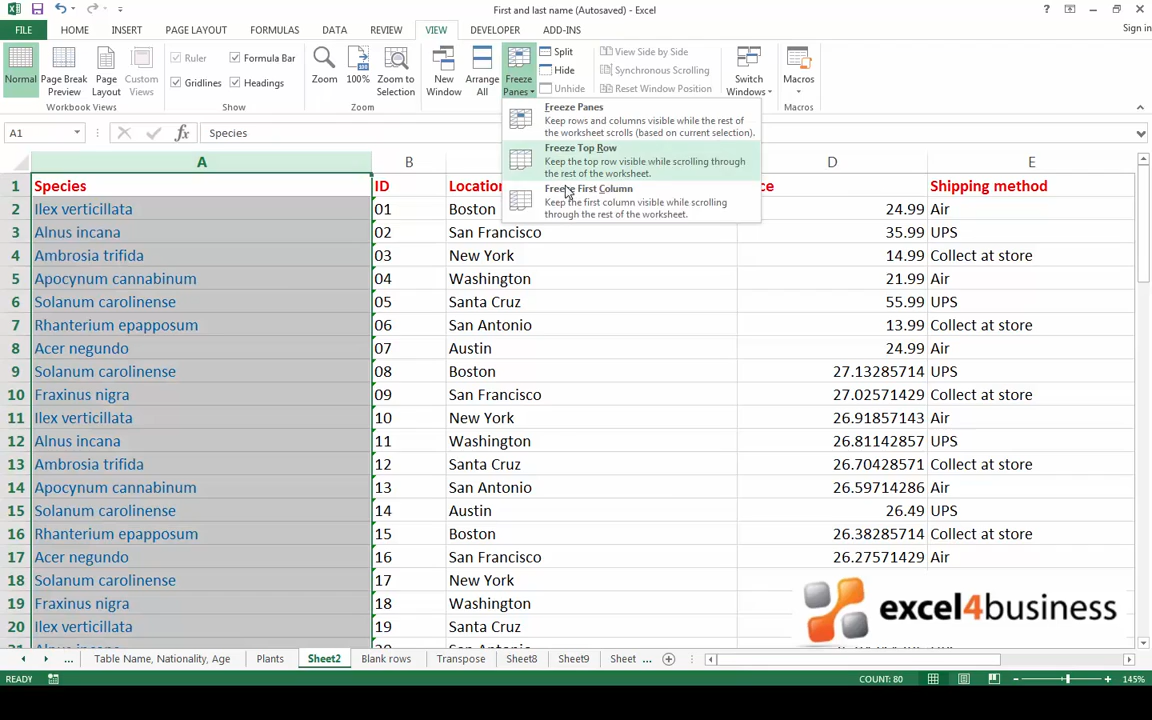 First and last name (Autosaved) - Excel
Sign in
FILE HOME INSERT PAGE LAYOUT FORMULAS DATA REVIEW VIEW DEVELOPER ADD-INS
Normal
Page Break Preview
Page Layout
Custom Views
Workbook Views
Ruler
Formula Bar
Gridlines
Headings
Show
Zoom
100%
Zoom to Selection
Zoom
New Window
Arrange All
Freeze Panes
Split
Hide
Unhide
View Side by Side
Synchronous Scrolling
Reset Window Position
Switch Windows
Macros
Macros
Freeze Panes
Keep rows and columns visible while the rest of
the worksheet scrolls (based on current selection).
Freeze Top Row
Keep the top row visible while scrolling through
the rest of the worksheet.
Freeze First Column
Keep the first column visible while scrolling
through the rest of the worksheet.
A1 Species
A B D E
1 Species ID Location Shipping method
2 Ilex verticillata 01 Boston 24.99 Air
3 Alnus incana 02 San Francisco 35.99 UPS
4 Ambrosia trifida 03 New York 14.99 Collect at store
5 Apocynum cannabinum 04 Washington 21.99 Air
6 Solanum carolinense 05 Santa Cruz 55.99 UPS
7 Rhanterium epapposum 06 San Antonio 13.99 Collect at store
8 Acer negundo 07 Austin 24.99 Air
9 Solanum carolinense 08 Boston 27.13285714 UPS
10 Fraxinus nigra 09 San Francisco 27.02571429 Collect at store
11 Ilex verticillata 10 New York 26.91857143 Air
12 Alnus incana 11 Washington 26.81142857 UPS
13 Ambrosia trifida 12 Santa Cruz 26.70428571 Collect at store
14 Apocynum cannabinum 13 San Antonio 26.59714286 Air
15 Solanum carolinense 14 Austin 26.49 UPS
16 Rhanterium epapposum 15 Boston 26.38285714 Collect at store
17 Acer negundo 16 San Francisco 26.27571429 Air
18 Solanum carolinense 17 New York
19 Fraxinus nigra 18 Washington
20 Ilex verticillata 19 Santa Cruz
excel4business
... Table Name, Nationality, Age Plants Sheet2 Blank rows Transpose Sheet8 Sheet9 Sheet ...
READY COUNT: 80 145%